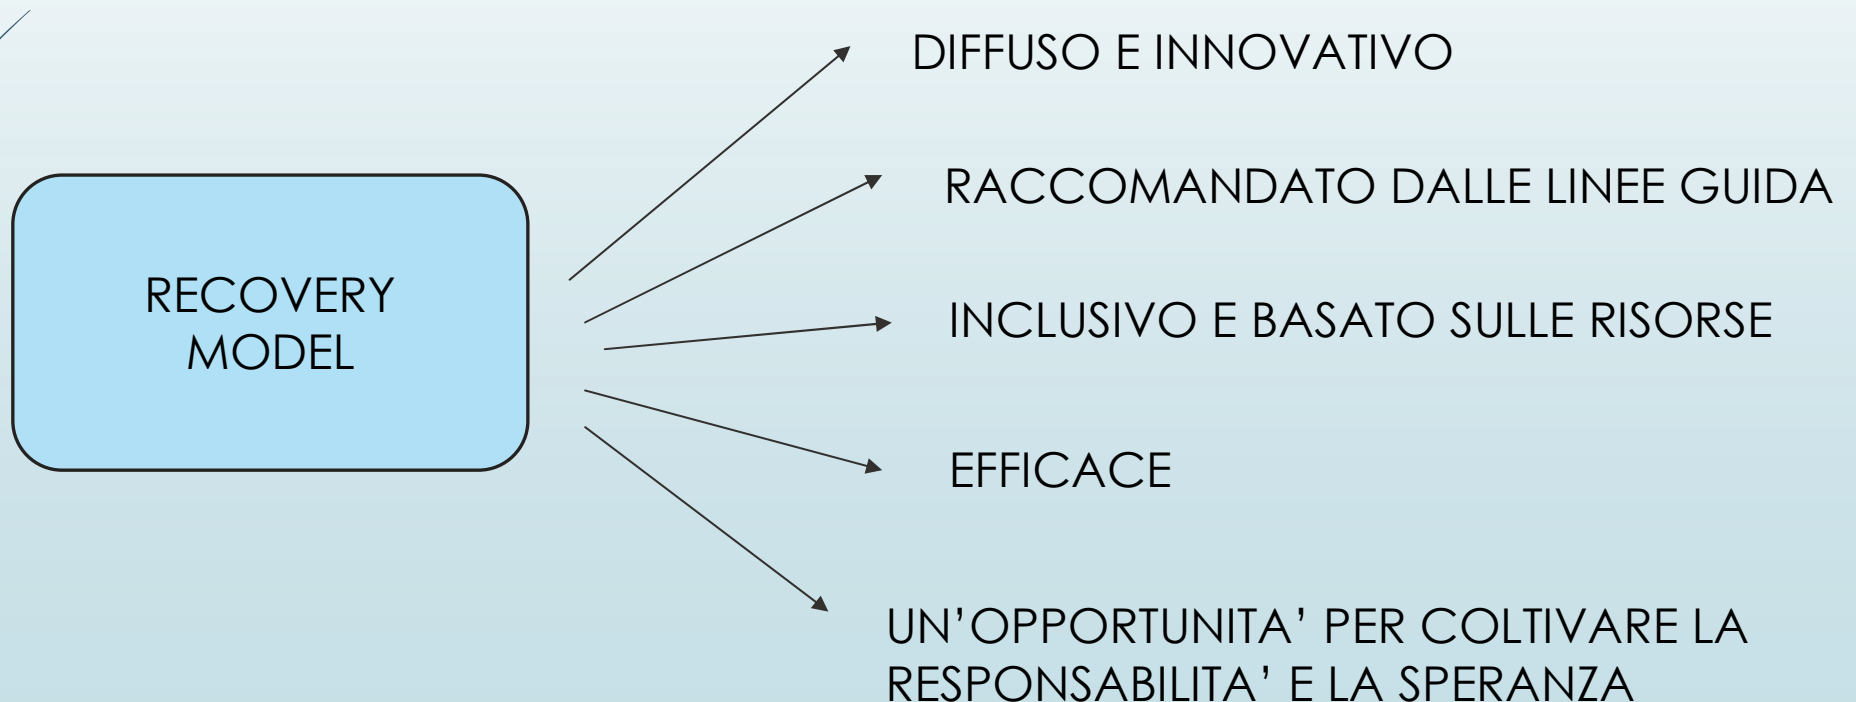 DIFFUSO E INNOVATIVO
RACCOMANDATO DALLE LINEE GUIDA
RECOVERY
MODEL
INCLUSIVO E BASATO SULLE RISORSE
EFFICACE
UN’OPPORTUNITA’ PER COLTIVARE LA
RESPONSABILITA’ E LA SPERANZA